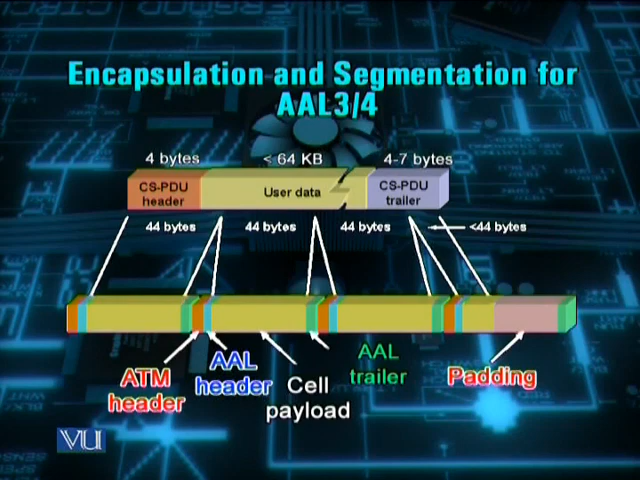 Encapsulation and Segmentation for
AAL3/4
4 bytes < 64 KB 4-7 bytes
CS-PDU
header
User data
CS-PDU
trailer
44 bytes 44 bytes 44 bytes <44 bytes
ATM
header
AAL
header
Cell
payload
AAL
trailer
Padding
VU